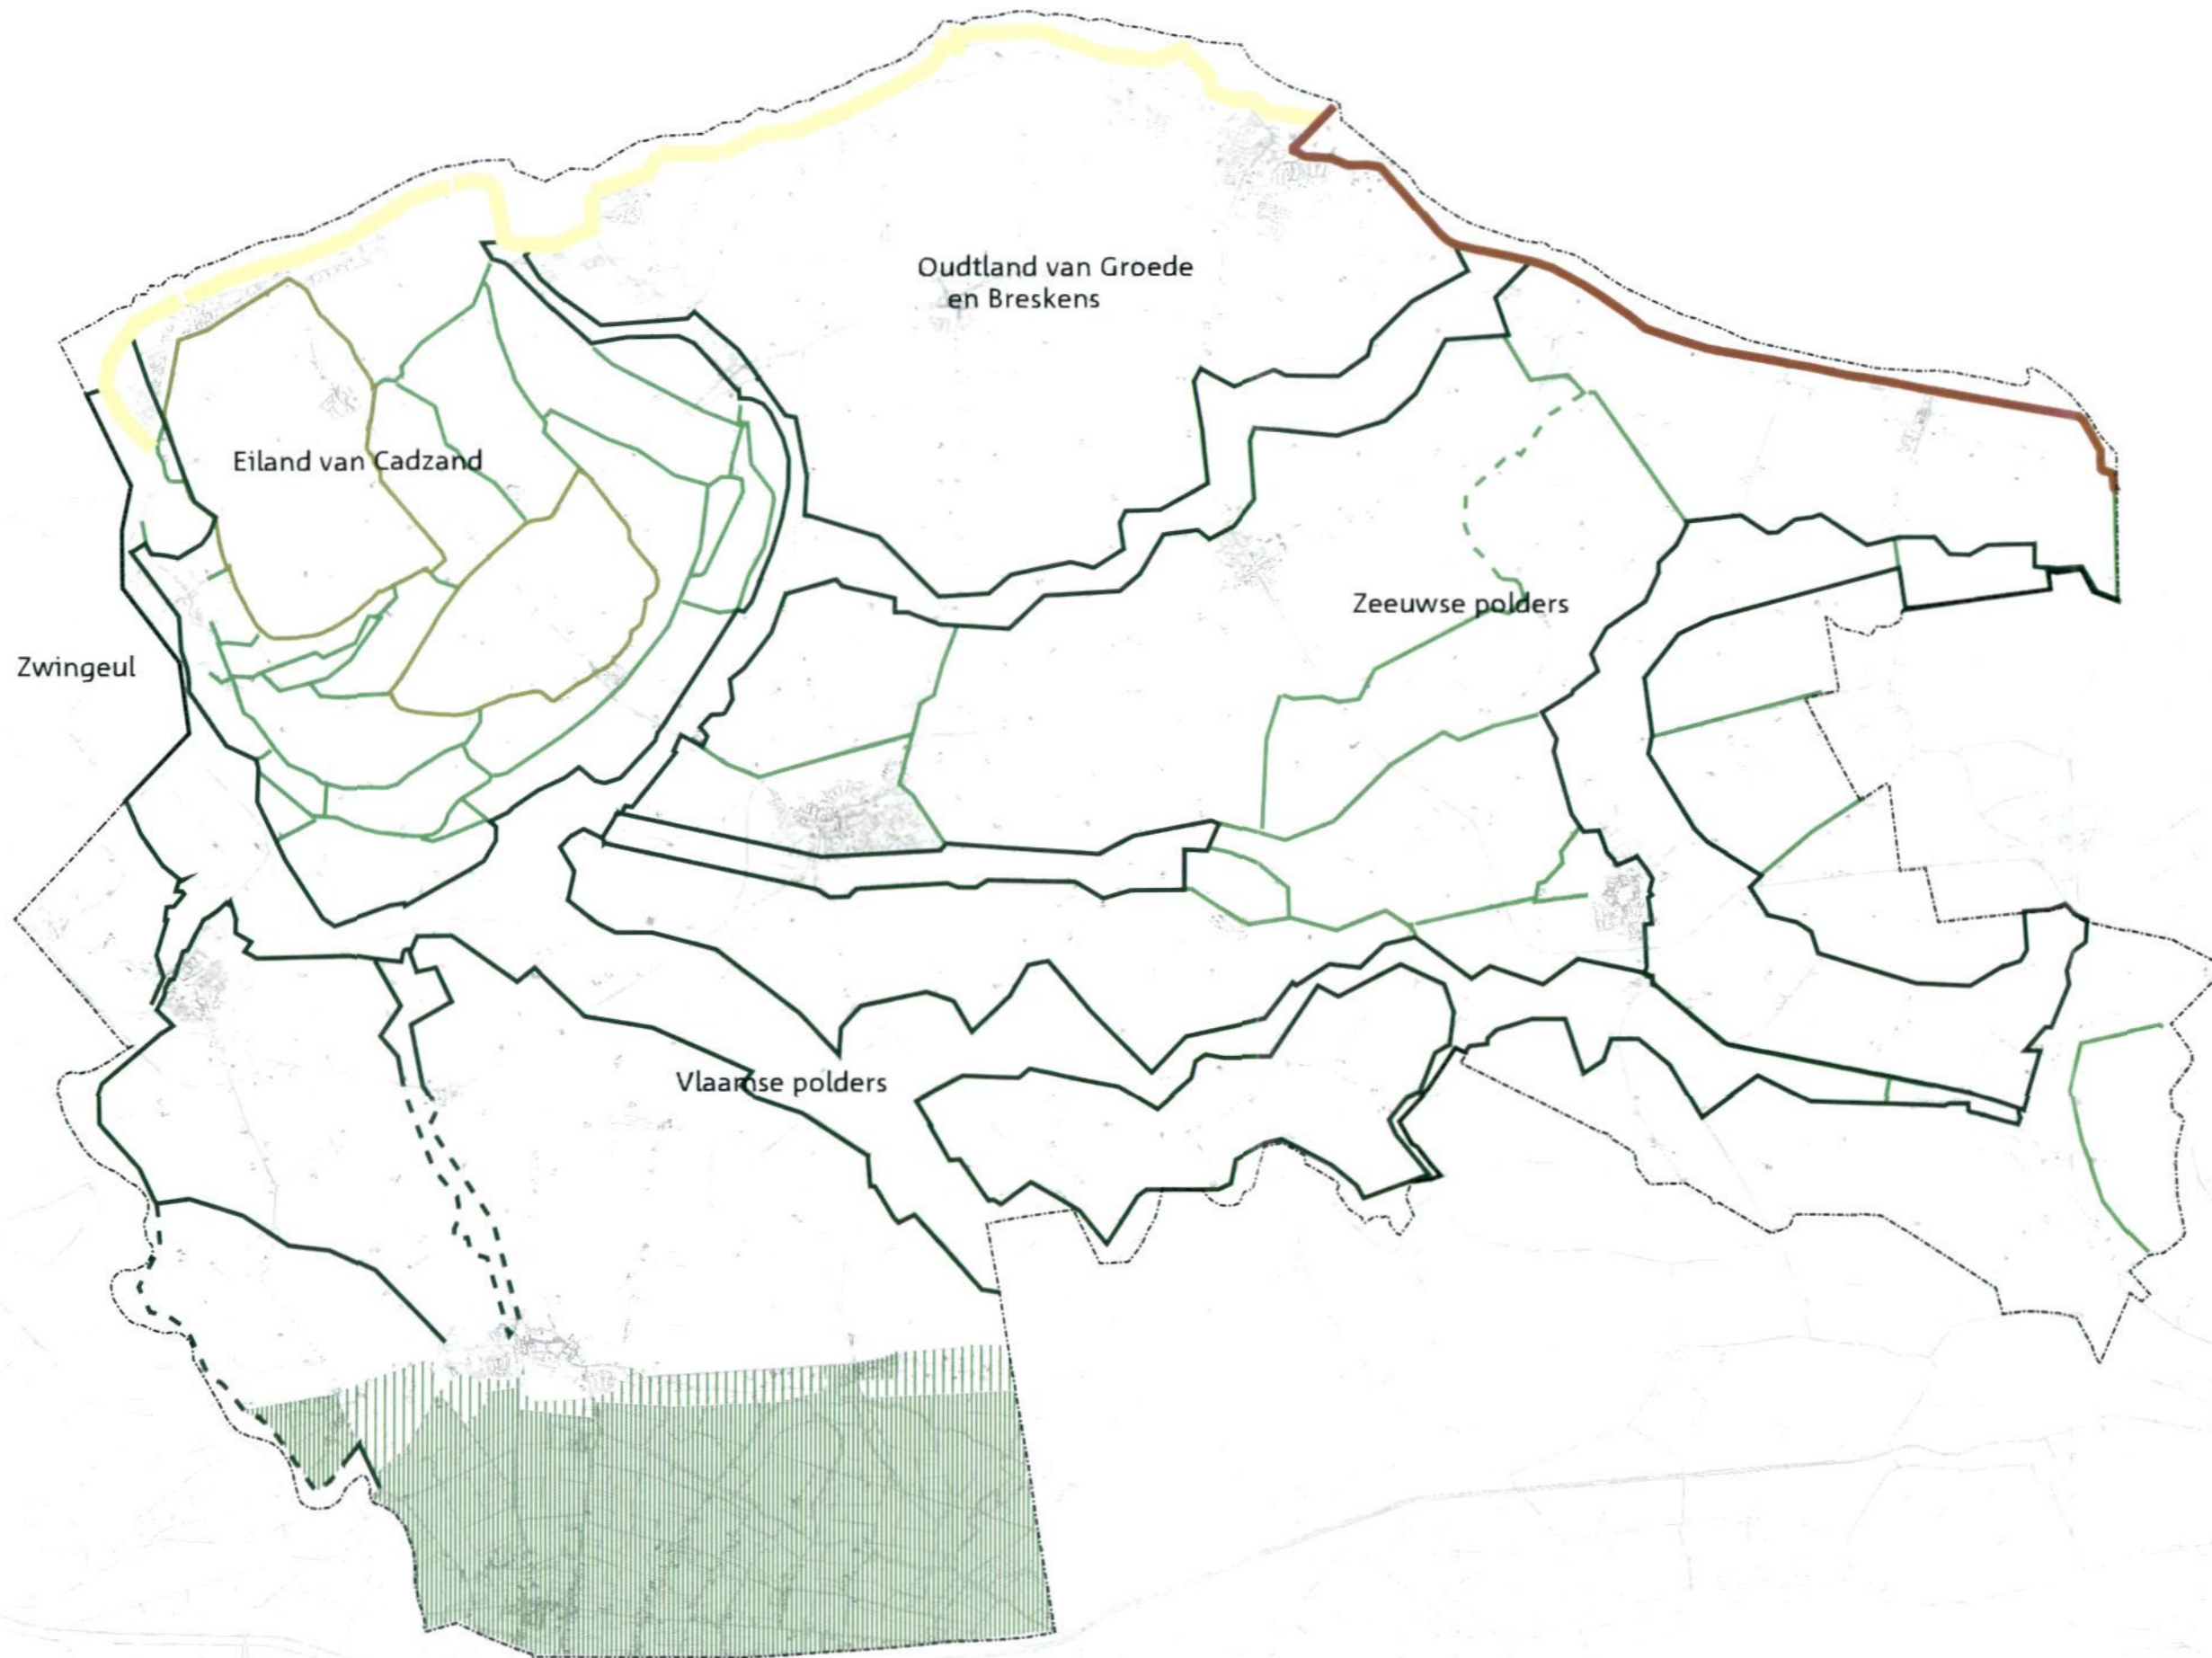 Oudtland van Groede
en Breskens
Eiland van Cadzand
Zeeuwse polders
Zwingeul
Vlaamse polders